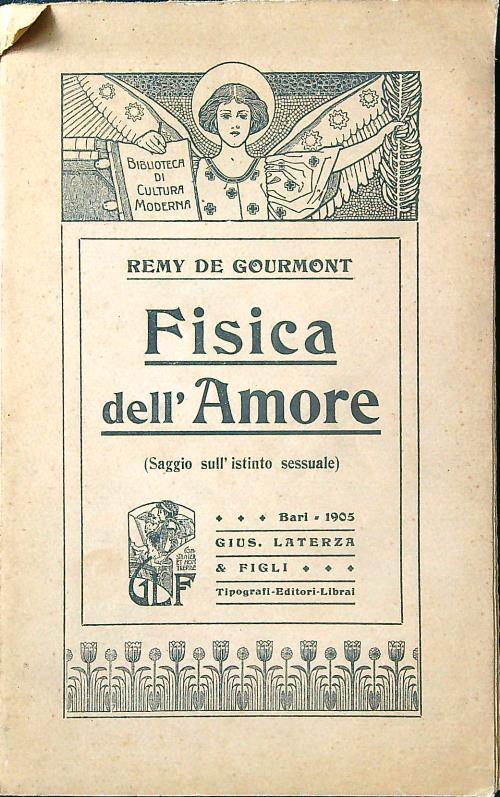 BIBLIOTECA
DI
CULTURA
MODERNA
REMY DE GOURMONT
Fisica
dell'Amore
(Saggio sull'istinto sessuale)
Bari - 1905
GIUS. LATERZA
& FIGLI
Tipografi-Editori-Librai
GLF